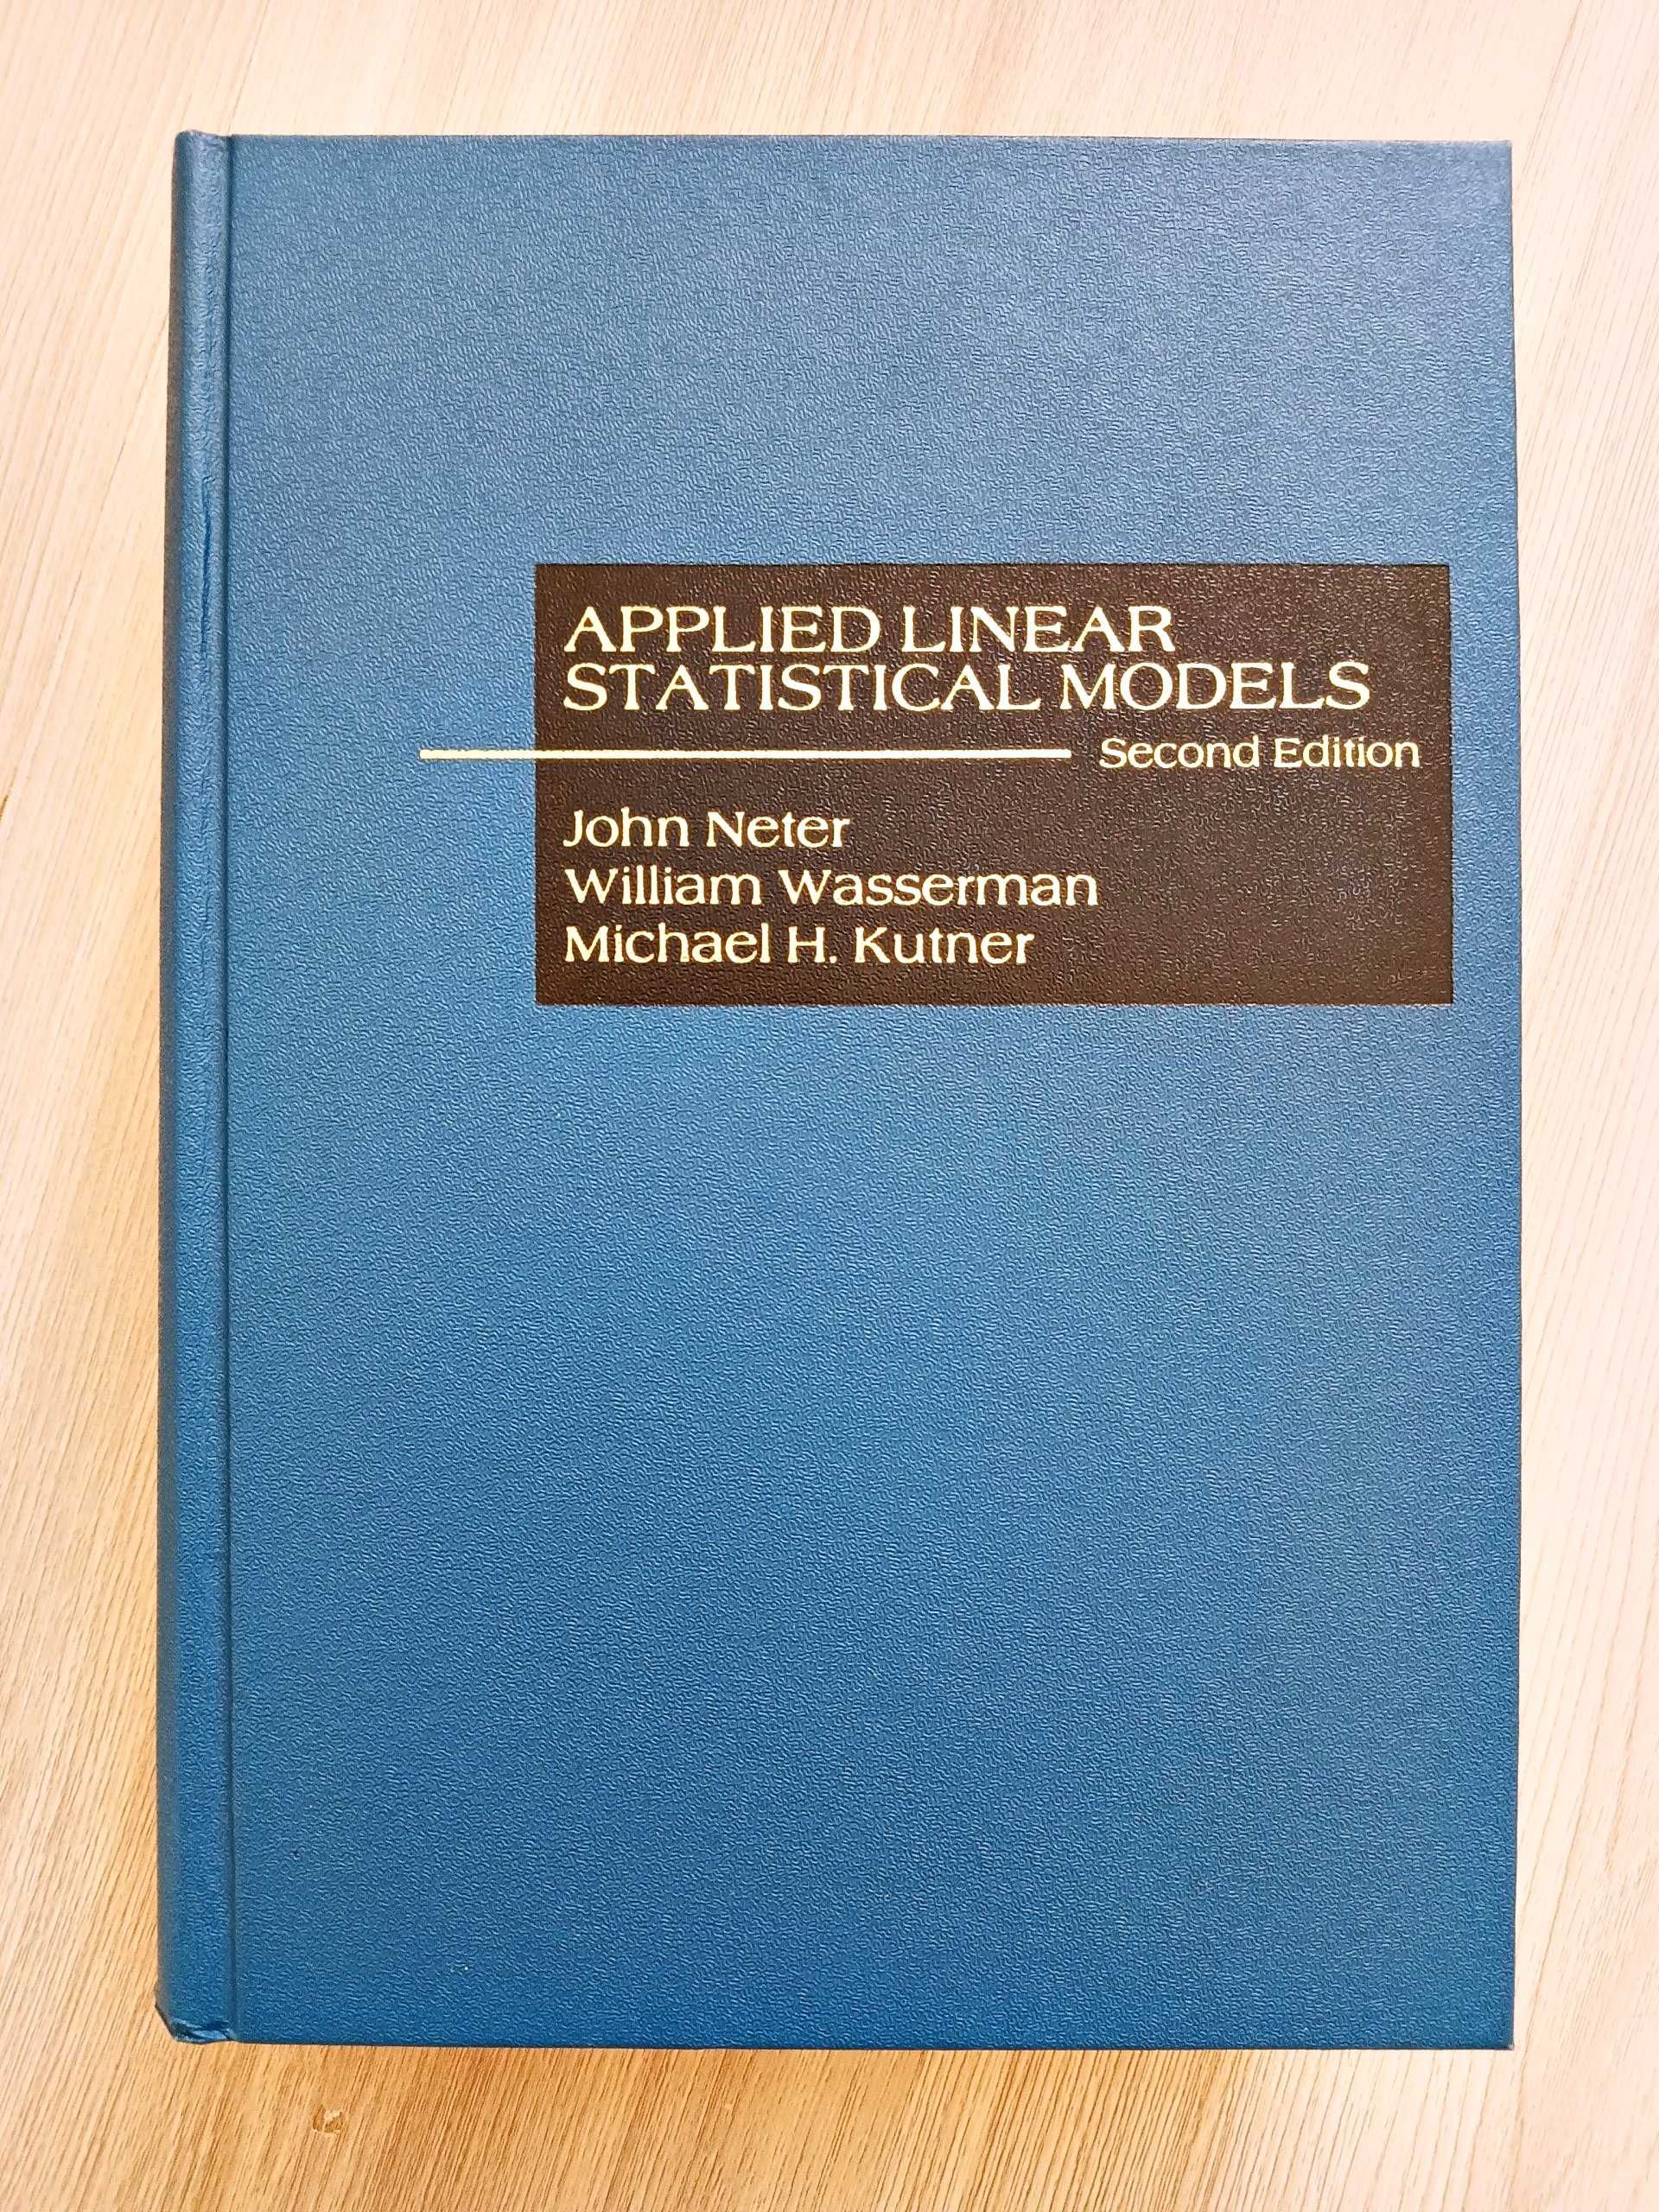 APPLIED LINEAR
STATISTICAL MODELS
Second Edition
John Neter
William Wasserman
Michael H. Kutner